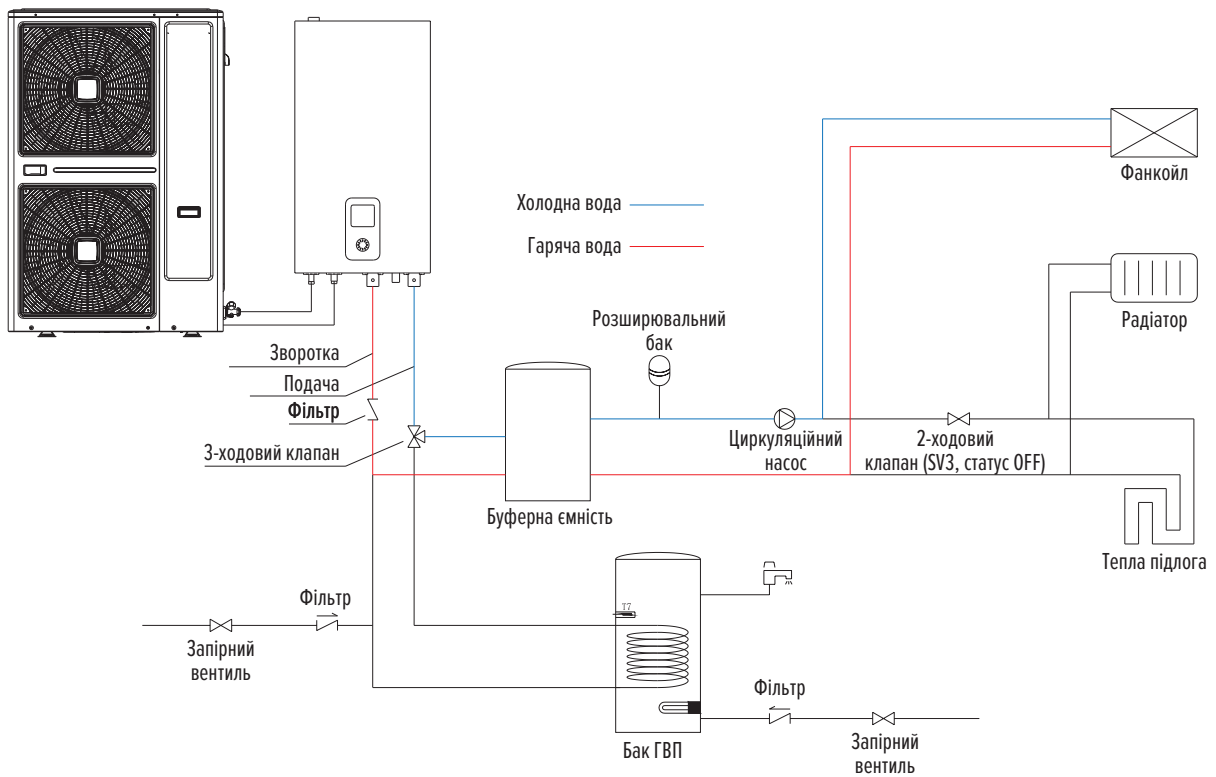 Фанкойл
Холодна вода
Гаряча вода
Радіатор
Розширювальний
бак
Зворотка
Подача
Фільтр
3-ходовий клапан
Циркуляційний
насос
2-ходовий
клапан (SV3, статус OFF)
Буферна ємність
Тепла підлога
T7
Фільтр
Запірний
вентиль
Фільтр
Бак ГВП
Запірний
вентиль